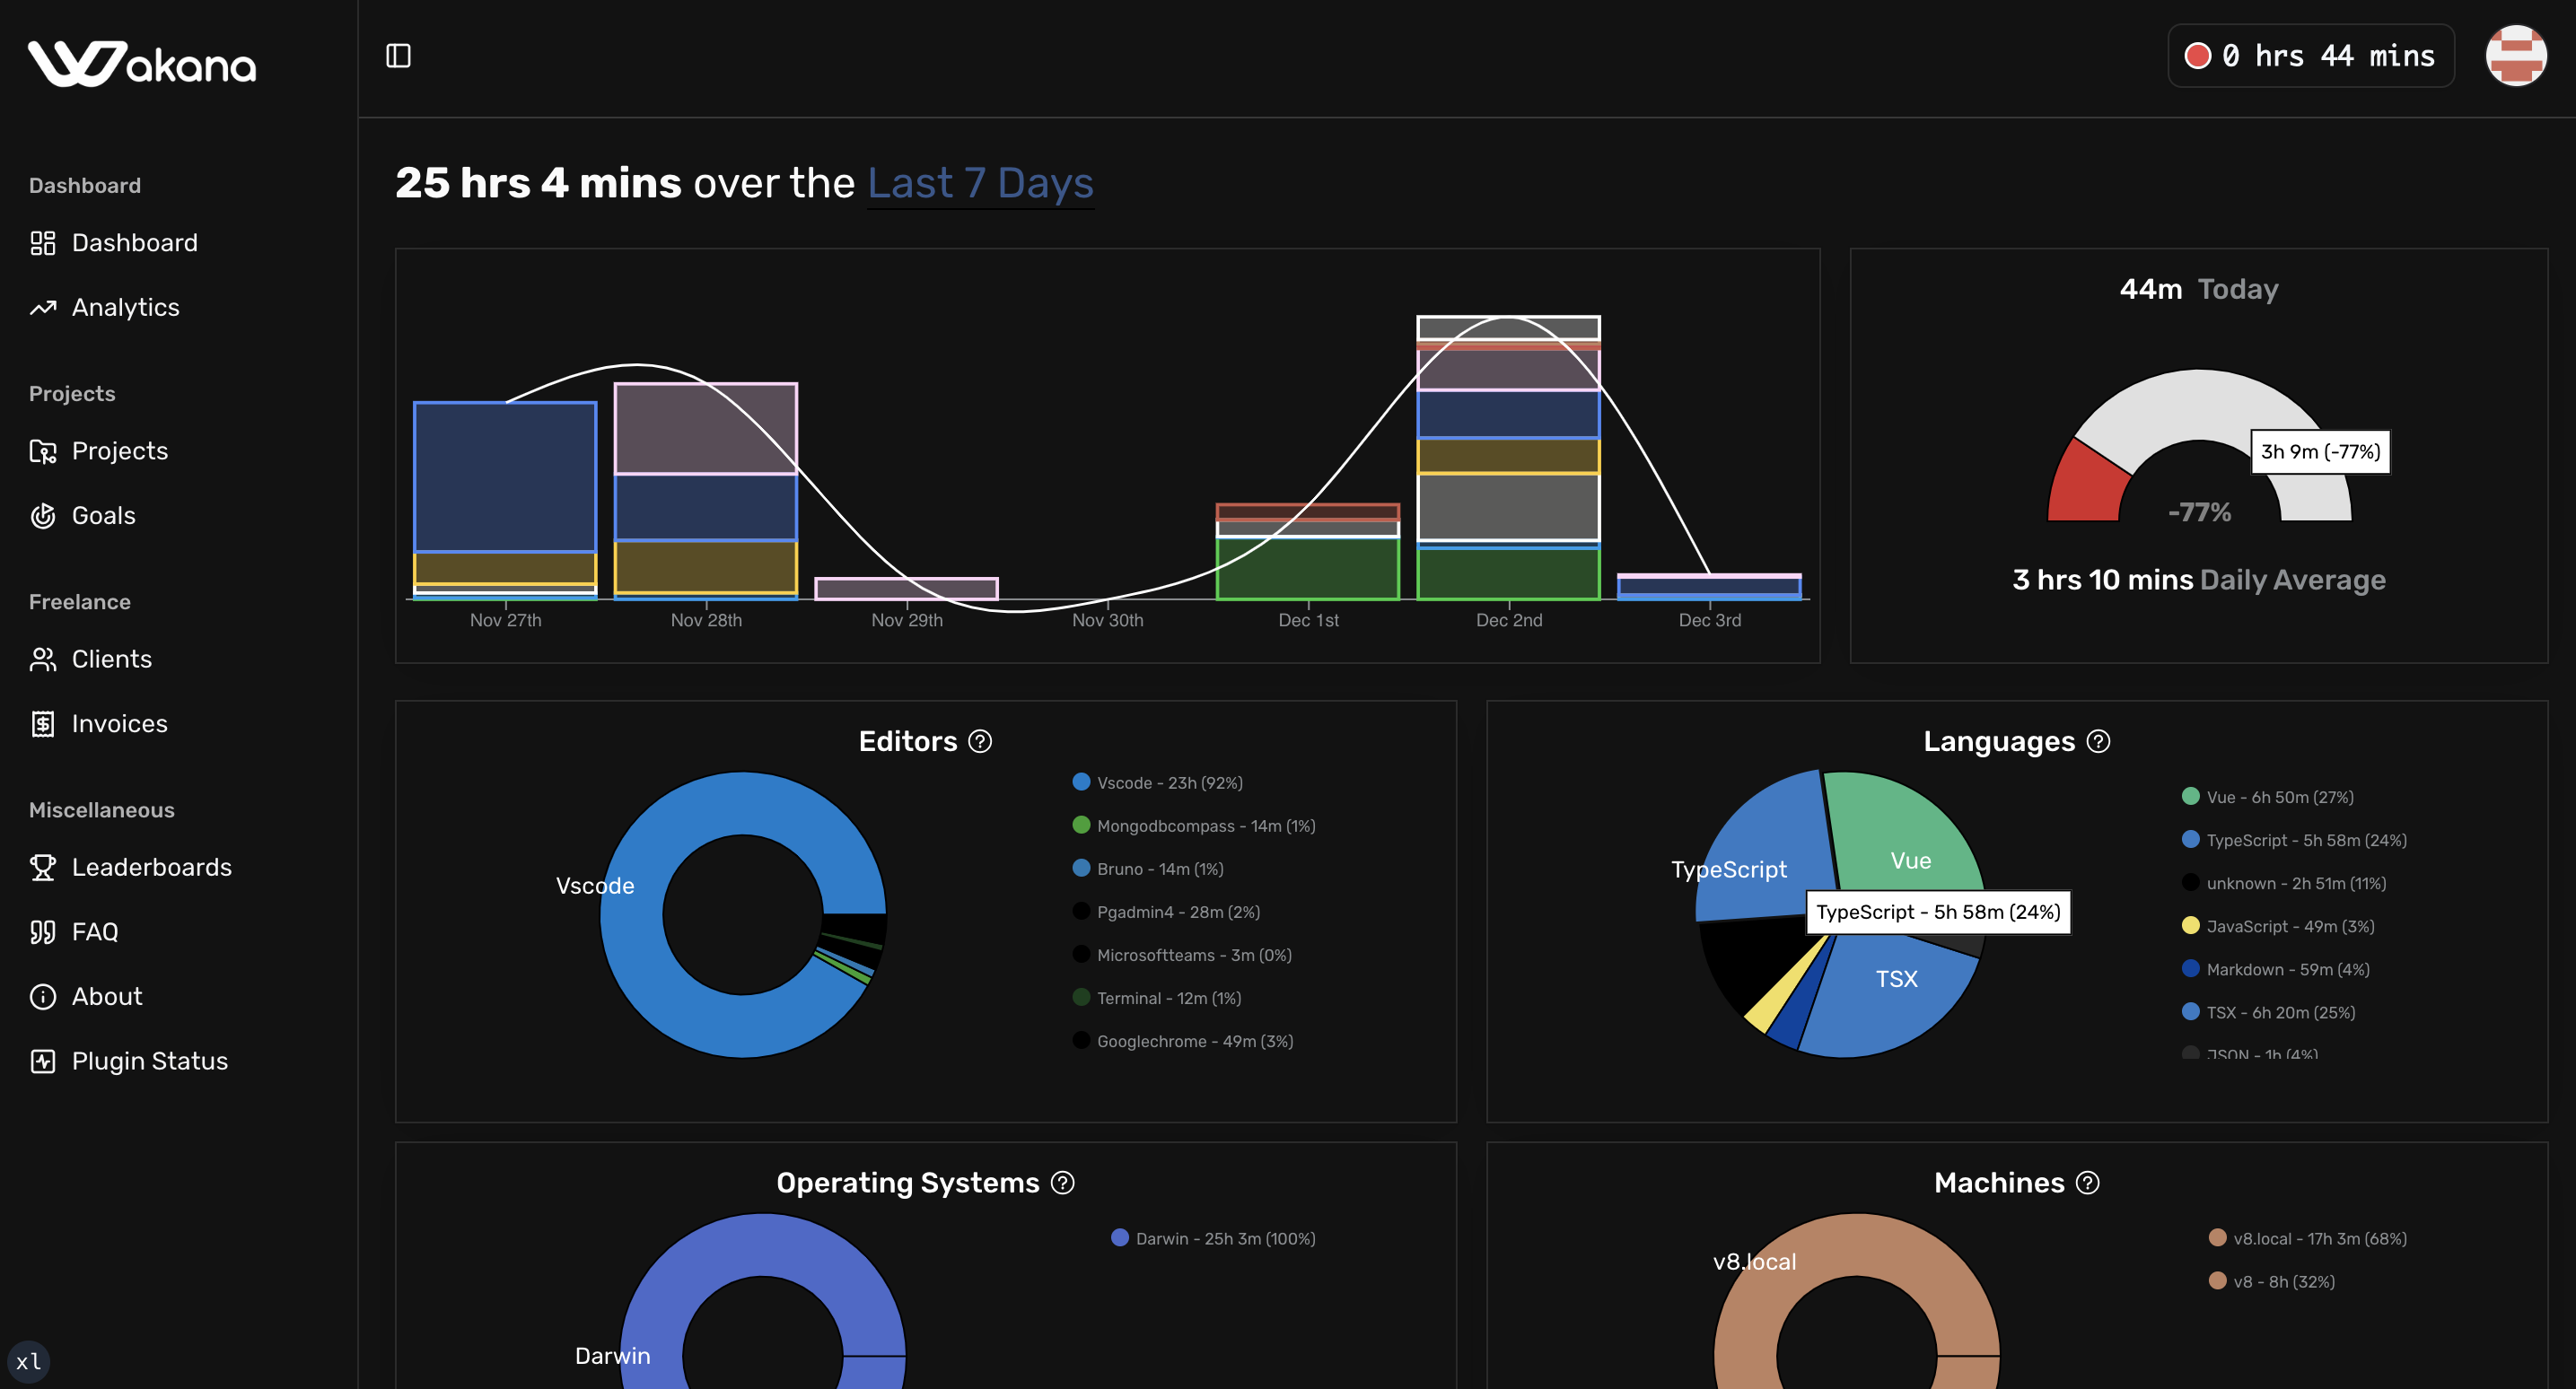 Wakana
Dashboard
Dashboard
Analytics
Projects
Projects
Goals
Freelance
Clients
Invoices
Miscellaneous
Leaderboards
FAQ
About
Plugin Status
xl
0 hrs 44 mins
25 hrs 4 mins over the Last 7 Days
Nov 27th
Nov 28th
Nov 29th
Nov 30th
Dec 1st
Dec 2nd
Dec 3rd
44m Today
3h 9m (-77%)
-77%
3 hrs 10 mins Daily Average
Editors
Vscode
Vscode - 23h (92%)
Mongodbcompass - 14m (1%)
Bruno - 14m (1%)
Pgadmin4 - 28m (2%)
Microsoftteams - 3m (0%)
Terminal - 12m (1%)
Googlechrome - 49m (3%)
Languages
TypeScript
Vue
TypeScript - 5h 58m (24%)
TSX
Vue - 6h 50m (27%)
TypeScript - 5h 58m (24%)
unknown - 2h 51m (11%)
JavaScript - 49m (3%)
Markdown - 59m (4%)
TSX - 6h 20m (25%)
JSON - 1h (4%)
Operating Systems
Darwin
Darwin - 25h 3m (100%)
Machines
v8.local
v8.local - 17h 3m (68%)
v8 - 8h (32%)